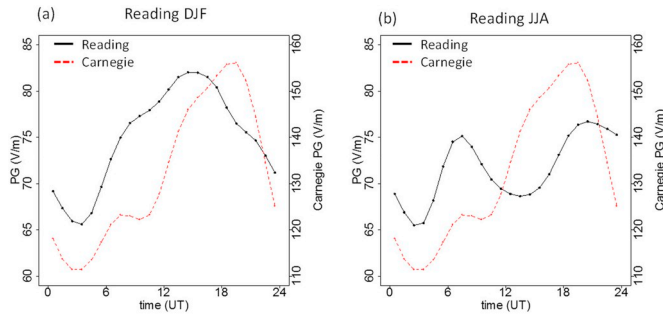 (a)
Reading DJF
Reading
Carnegie
85
80
75
70
65
60
PG (V/m)
160
150
140
130
120
110
Carnegie PG (V/m)
0 6 12 18 24
time (UT)
(b)
Reading JJA
Reading
Carnegie
85
80
75
70
65
60
PG (V/m)
160
150
140
130
120
110
Carnegie PG (V/m)
0 6 12 18 24
time (UT)